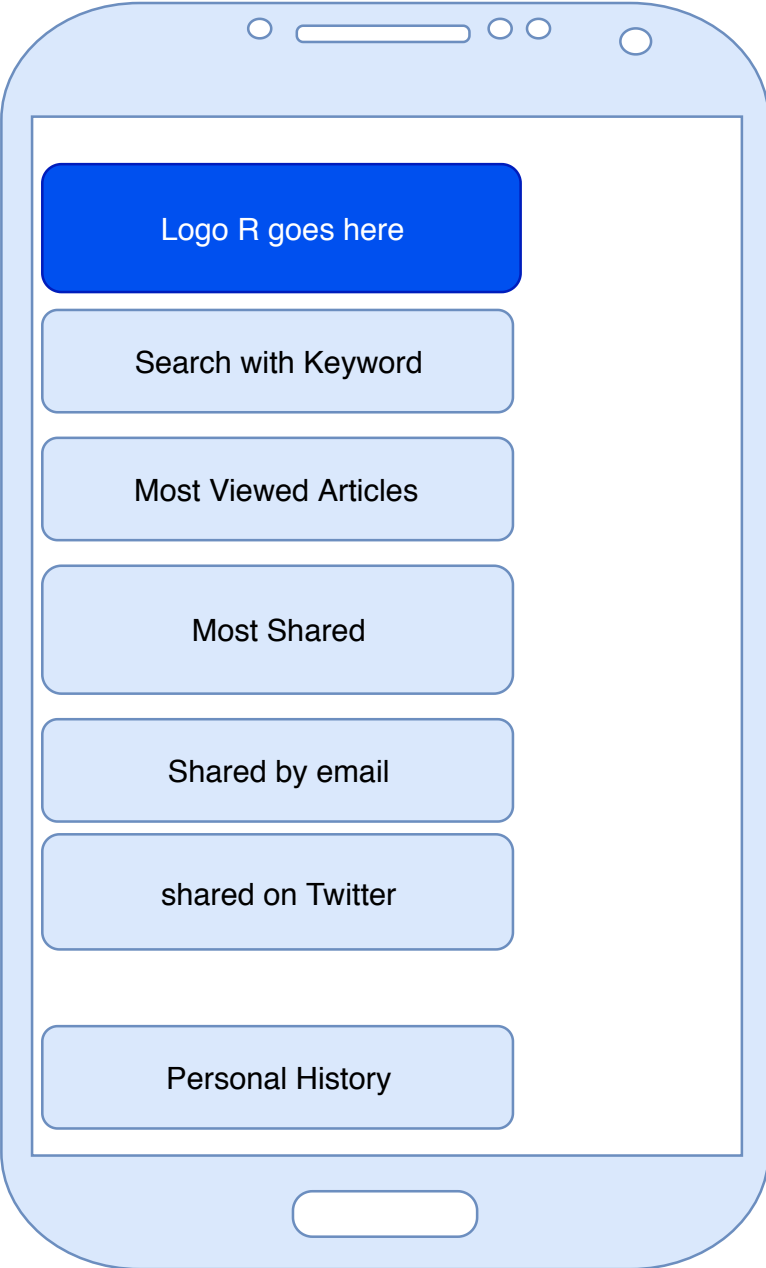 Logo R goes here
Search with Keyword
Most Viewed Articles
Most Shared
Shared by email
shared on Twitter
Personal History